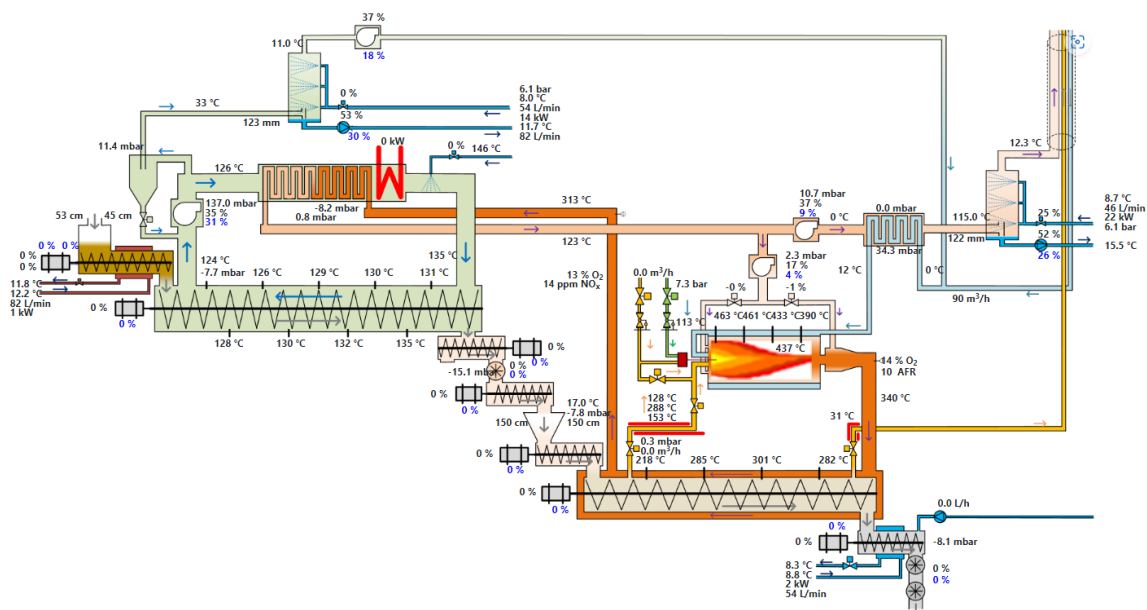 37 %
11.0 °C
18 %
33 °C
0 %
53 %
123 mm
30 %
6.1 bar
8.0 °C
54 L/min
14 kW
11.7 °C
82 L/min
11.4 mbar
126 °C
0 kW
0 %
146 °C
12.3 °C
8.7 °C
46 L/min
22 kW
6.1 bar
25 %
52 %
26 %
15.5 °C
53 cm
45 cm
137.0 mbar
35 %
31 %
-8.2 mbar
0.8 mbar
313 °C
10.7 mbar
37 %
9 %
0 °C
0.0 mbar
115.0 °C
122 mm
34.3 mbar
123 °C
0 % 0 %
0 %
0 %
124 °C
-7.7 mbar
126 °C
129 °C
130 °C
131 °C
135 °C
2.3 mbar
17 %
4 %
12 °C
0 °C
90 m³/h
11.8 °C
12.2 °C
82 L/min
1 kW
0 %
0 %
128 °C
130 °C
132 °C
135 °C
13 % O₂
14 ppm NOₓ
0.0 m³/h
7.3 bar
-0 %
-1 %
113 °C
463 °C
461 °C
433 °C
390 °C
437 °C
14 % O₂
10 AFR
340 °C
0 %
0 %
-15.1 mbar
0 %
0 %
0 %
0 %
17.0 °C
-7.8 mbar
150 cm
150 cm
128 °C
288 °C
153 °C
31 °C
0.3 mbar
0.0 m³/h
0 %
0 %
218 °C
285 °C
301 °C
282 °C
0 %
0 %
0.0 L/h
0 %
0 %
-8.1 mbar
8.3 °C
8.8 °C
2 kW
54 L/min
0 %
0 %